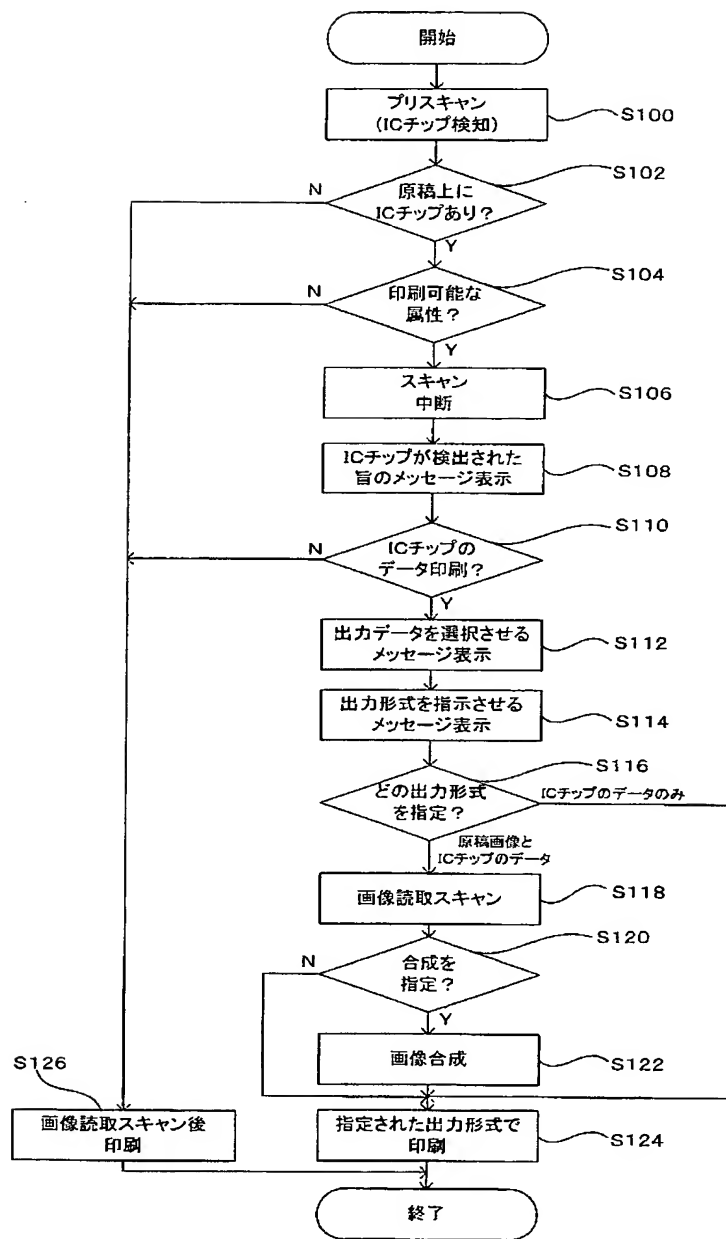 開始
プリスキャン
(ICチップ検知)
S100
原稿上に
ICチップあり?
S102
N
Y
印刷可能な
属性?
S104
N
Y
スキャン
中断
S106
ICチップが検出された
旨のメッセージ表示
S108
ICチップの
データ印刷?
S110
N
Y
出力データを選択させる
メッセージ表示
S112
出力形式を指示させる
メッセージ表示
S114
どの出力形式
を指定?
S116
ICチップのデータのみ
原稿画像と
ICチップのデータ
画像読取スキャン
S118
合成を
指定?
S120
N
Y
画像合成
S122
S126
画像読取スキャン後
印刷
指定された出力形式で
印刷
S124
終了